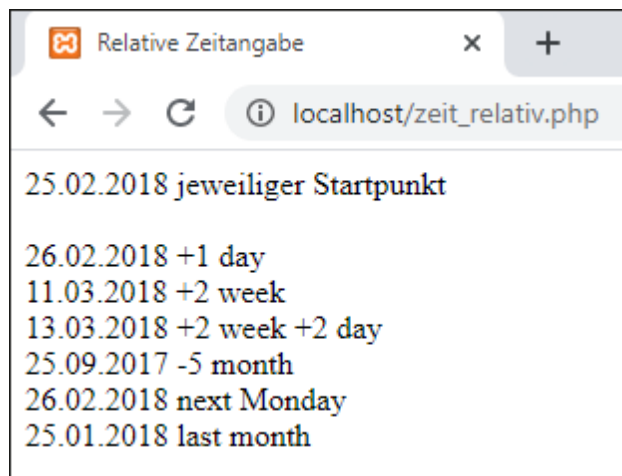 Relative Zeitangabe
localhost/zeit_relativ.php
25.02.2018 jeweiliger Startpunkt
26.02.2018 +1 day
11.03.2018 +2 week
13.03.2018 +2 week +2 day
25.09.2017 -5 month
26.02.2018 next Monday
25.01.2018 last month